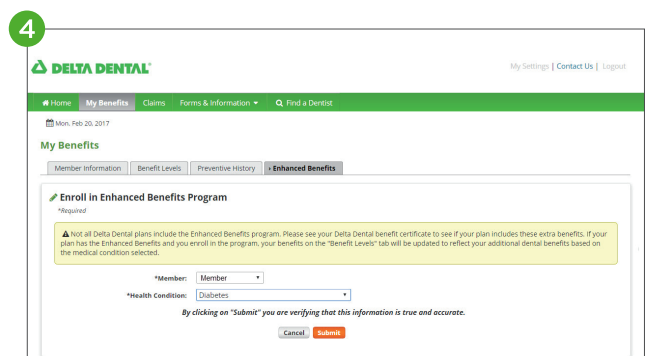 4
DELTA DENTAL®
My Settings | Contact Us | Logout
Home My Benefits Claims Forms & Information Find a Dentist
Mon, Feb 20, 2017
My Benefits
Member Information Benefit Levels Preventive History › Enhanced Benefits
Enroll in Enhanced Benefits Program
*Required
Not all Delta Dental plans include the Enhanced Benefits program. Please see your Delta Dental benefit certificate to see if your plan includes these extra benefits. If your
plan has the Enhanced Benefits and you enroll in the program, your benefits on the "Benefit Levels" tab will be updated to reflect your additional dental benefits based on
the medical condition selected.
*Member: Member
*Health Condition: Diabetes
By clicking on "Submit" you are verifying that this information is true and accurate.
Cancel Submit